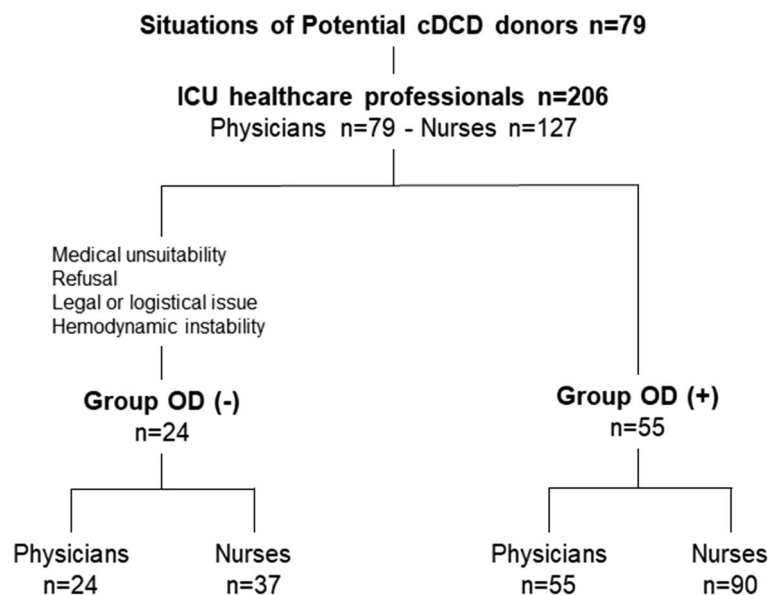 Situations of Potential cDCD donors n=79
ICU healthcare professionals n=206
Physicians n=79 - Nurses n=127
Medical unsuitability
Refusal
Legal or logistical issue
Hemodynamic instability
Group OD (-)
n=24
Group OD (+)
n=55
Physicians
n=24
Nurses
n=37
Physicians
n=55
Nurses
n=90